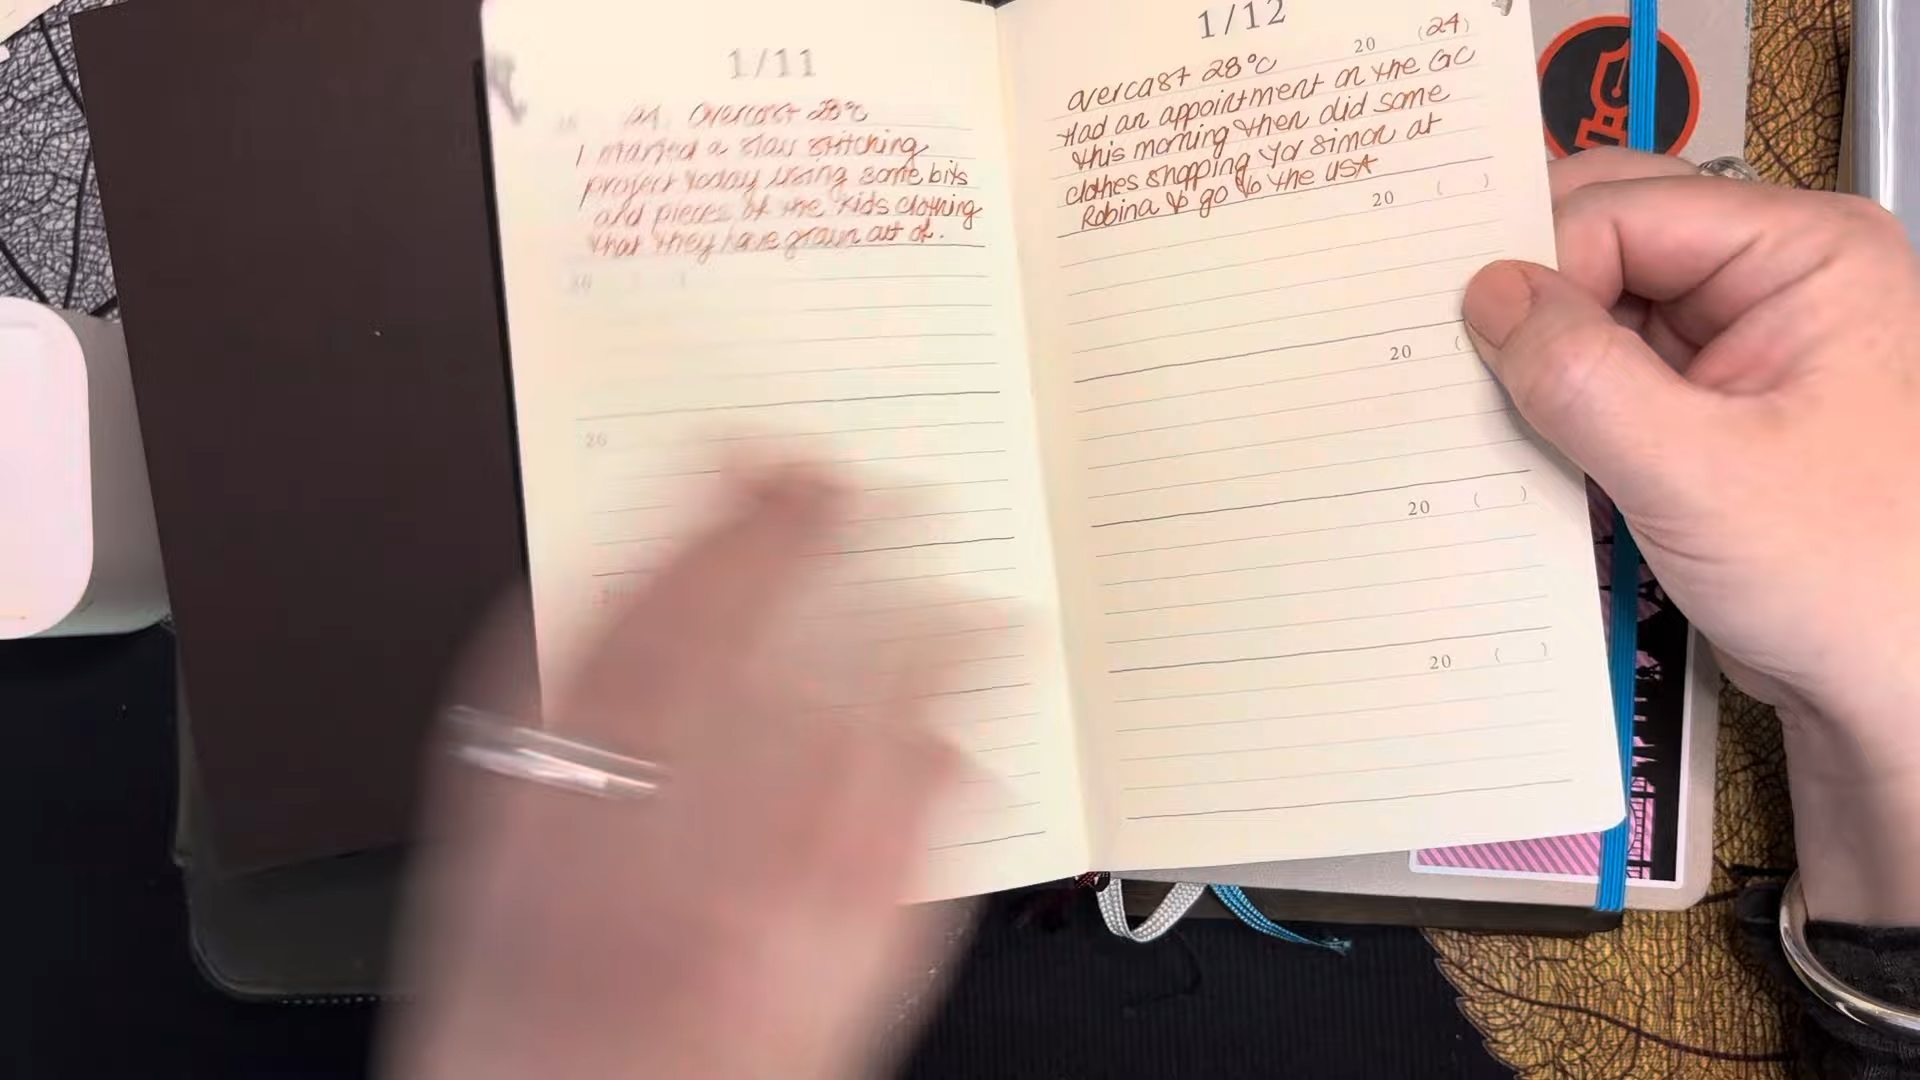 1/11
24. Overcast 28°C
I started a slow stitching
project today using some bits
and pieces of the kids clothing
that they have grown out of.
20
20
1/12
20 (24)
overcast 28°C
Had an appointment on the GC
this morning then did some
clothes shopping for Simon at
Robina to go to the USA
20 ( )
20 (
20 ( )
20 ( )